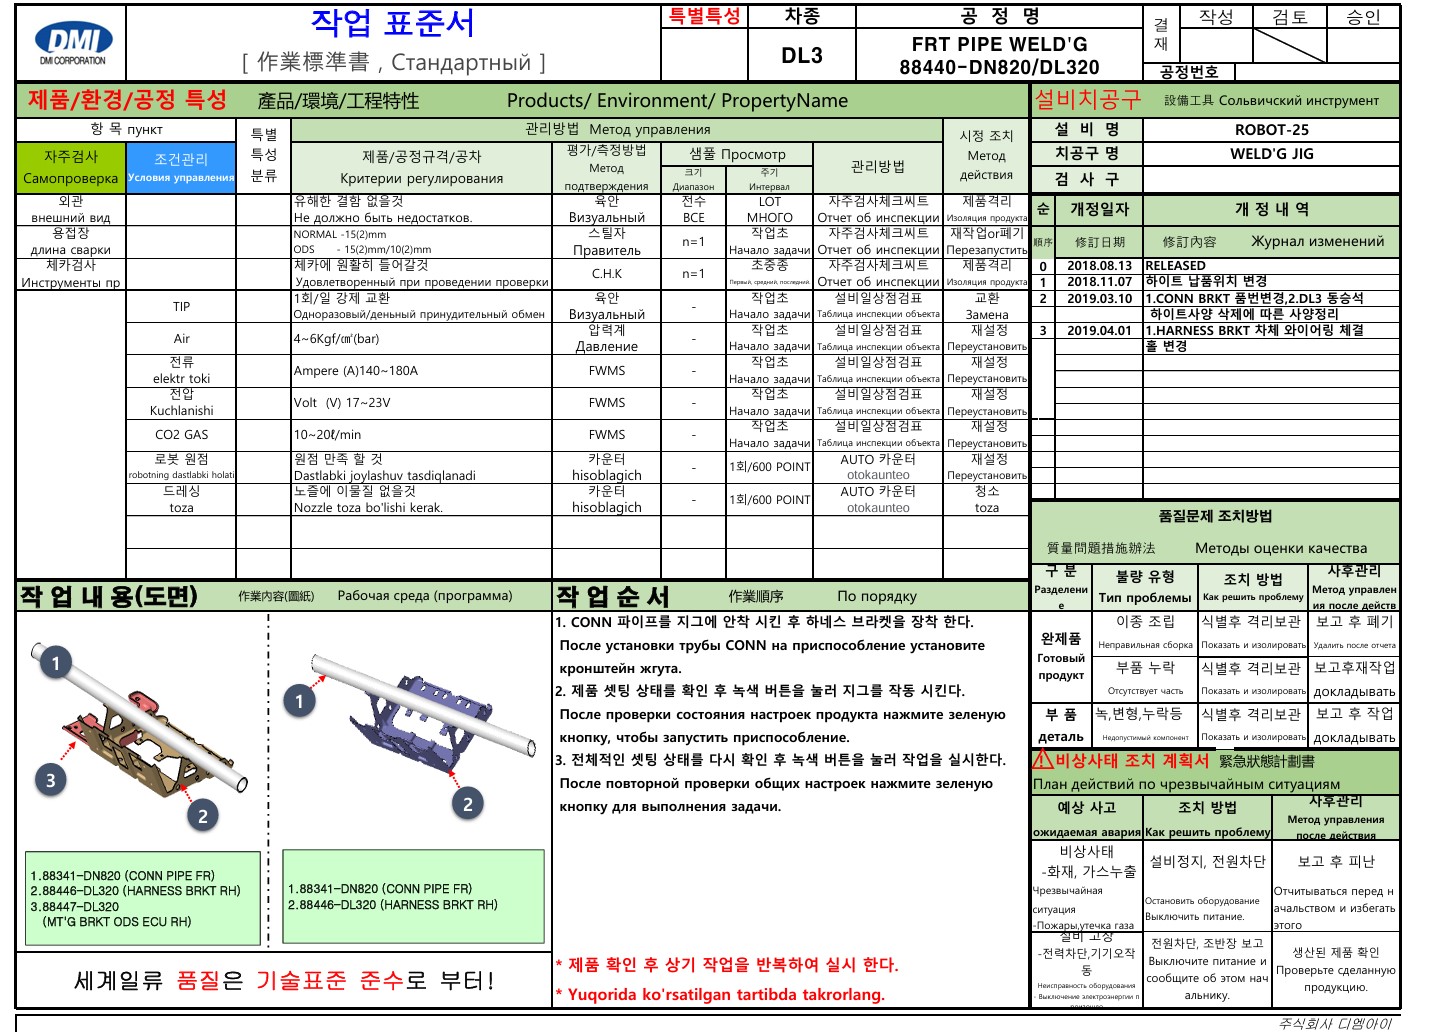 DMI
DMI CORPORATION
작업 표준서
[ 作業標準書 , Стандартный ]
특별특성
차종
공 정 명
결재
작성
검토
승인
DL3
FRT PIPE WELD'G
88440-DN820/DL320
공정번호
제품/환경/공정 특성 產品/環境/工程特性 Products/ Environment/ PropertyName
설비치공구 設備工具 Сольвичский инструмент
항 목 пункт
특별
특성
분류
관리방법 Метод управления
시정 조치
Метод
действия
자주검사
Самопроверка
조건관리
Условия управления
제품/공정규격/공차
Критерии регулирования
평가/측정방법
Метод
подтверждения
샘풀 Просмотр
크기
Диапазон
주기
Интервал
관리방법
설 비 명
ROBOT-25
치공구 명
WELD'G JIG
검 사 구
외관
внешний вид
유해한 결함 없을것
Не должно быть недостатков.
육안
Визуальный
전수
ВСЕ
LOT
МНОГО
자주검사체크씨트
Отчет об инспекции
제품격리
Изоляция продукта
용접장
длина сварки
NORMAL -15(2)mm
ODS - 15(2)mm/10(2)mm
스틸자
Правитель
n=1
작업초
Начало задачи
자주검사체크씨트
Отчет об инспекции
재작업or폐기
Перезапустить
체카검사
Инструменты пр
체카에 원활히 들어갈것
Удовлетворенный при проведении проверки
C.H.K
n=1
초중종
Первый, средний, последний.
자주검사체크씨트
Отчет об инспекции
제품격리
Изоляция продукта
TIP
1회/일 강제 교환
Одноразовый/деньный принудительный обмен
육안
Визуальный
-
작업초
Начало задачи
설비일상점검표
Таблица инспекции объекта
교환
Замена
Air
4~6Kgf/㎠(bar)
압력계
Давление
-
작업초
Начало задачи
설비일상점검표
Таблица инспекции объекта
재설정
Переустановить
전류
elektr toki
Ampere (A)140~180A
FWMS
-
작업초
Начало задачи
설비일상점검표
Таблица инспекции объекта
재설정
Переустановить
전압
Kuchlanishi
Volt (V) 17~23V
FWMS
-
작업초
Начало задачи
설비일상점검표
Таблица инспекции объекта
재설정
Переустановить
CO2 GAS
10~20ℓ/min
FWMS
-
작업초
Начало задачи
설비일상점검표
Таблица инспекции объекта
재설정
Переустановить
로봇 원점
robotning dastlabki holati
원점 만족 할 것
Dastlabki joylashuv tasdiqlanadi
카운터
hisoblagich
-
1회/600 POINT
AUTO 카운터
otokaunteo
재설정
Переустановить
드레싱
toza
노즐에 이물질 없을것
Nozzle toza bo'lishi kerak.
카운터
hisoblagich
-
1회/600 POINT
AUTO 카운터
otokaunteo
청소
toza
순
順序
개정일자
修訂日期
개 정 내 역
修訂內容 Журнал изменений
0 2018.08.13 RELEASED
1 2018.11.07 하이트 납품위치 변경
2 2019.03.10 1.CONN BRKT 품번변경,2.DL3 동승석
하이트사양 삭제에 따른 사양정리
3 2019.04.01 1.HARNESS BRKT 차체 와이어링 체결
홀 변경
품질문제 조치방법
質量問題措施辦法 Методы оценки качества
구 분
Разделени
е
불량 유형
Тип проблемы
조치 방법
Как решить проблему
사후관리
Метод управлен
ия после действ
완제품
Готовый
продукт
이종 조립
Неправильная сборка
식별후 격리보관
Показать и изолировать
보고 후 폐기
Удалить после отчета
부품 누락
Отсутствует часть
식별후 격리보관
Показать и изолировать
보고후재작업
докладывать
부 품
деталь
녹,변형,누락등
Недопустимый компонент
식별후 격리보관
Показать и изолировать
보고 후 작업
докладывать
비상사태 조치 계획서 緊急狀態計劃書
План действий по чрезвычайным ситуациям
예상 사고
ожидаемая авария
조치 방법
Как решить проблему
사후관리
Метод управления
после действия
비상사태
-화재, 가스누출
Чрезвычайная
ситуация
-Пожары,утечка газа
설비정지, 전원차단
Остановить оборудование
Выключить питание.
보고 후 피난
Отчитываться перед н
ачальством и избегать
этого
설비 고장
-전력차단,기기오작
동
Неисправность оборудования
- Выключение электроэнергии п
전원차단, 조반장 보고
Выключите питание и
сообщите об этом нач
альнику.
생산된 제품 확인
Проверьте сделанную
продукцию.
작 업 내 용(도면) 作業內容(圖紙) Рабочая среда (программа)
1
3
2
1
2
1.88341-DN820 (CONN PIPE FR)
2.88446-DL320 (HARNESS BRKT RH)
3.88447-DL320
(MT'G BRKT ODS ECU RH)
1.88341-DN820 (CONN PIPE FR)
2.88446-DL320 (HARNESS BRKT RH)
세계일류 품질은 기술표준 준수로 부터!
작 업 순 서 作業順序 По порядку
1. CONN 파이프를 지그에 안착 시킨 후 하네스 브라켓을 장착 한다.
После установки трубы CONN на приспособление установите
кронштейн жгута.
2. 제품 셋팅 상태를 확인 후 녹색 버튼을 눌러 지그를 작동 시킨다.
После проверки состояния настроек продукта нажмите зеленую
кнопку, чтобы запустить приспособление.
3. 전체적인 셋팅 상태를 다시 확인 후 녹색 버튼을 눌러 작업을 실시한다.
После повторной проверки общих настроек нажмите зеленую
кнопку для выполнения задачи.
* 제품 확인 후 상기 작업을 반복하여 실시 한다.
* Yuqorida ko'rsatilgan tartibda takrorlang.
주식회사 디엠아이